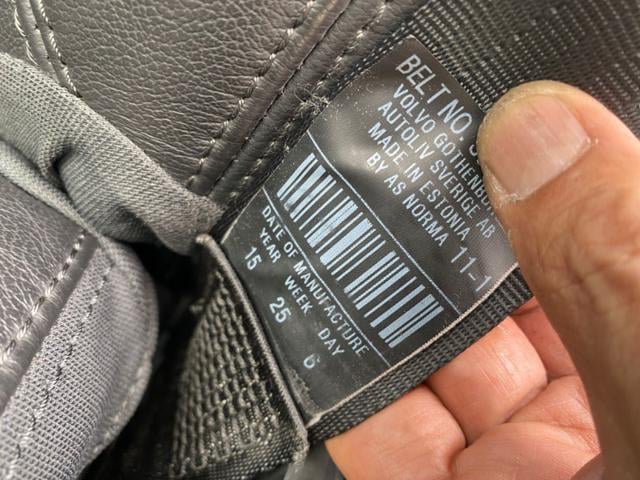 BELT NO.
VOLVO
AUTOLIV SVERIGE AB
MADE IN ESTONIA
BY AS NORMA 11-1
DATE OF MANUFACTURE
YEAR WEEK DAY
15 25 6